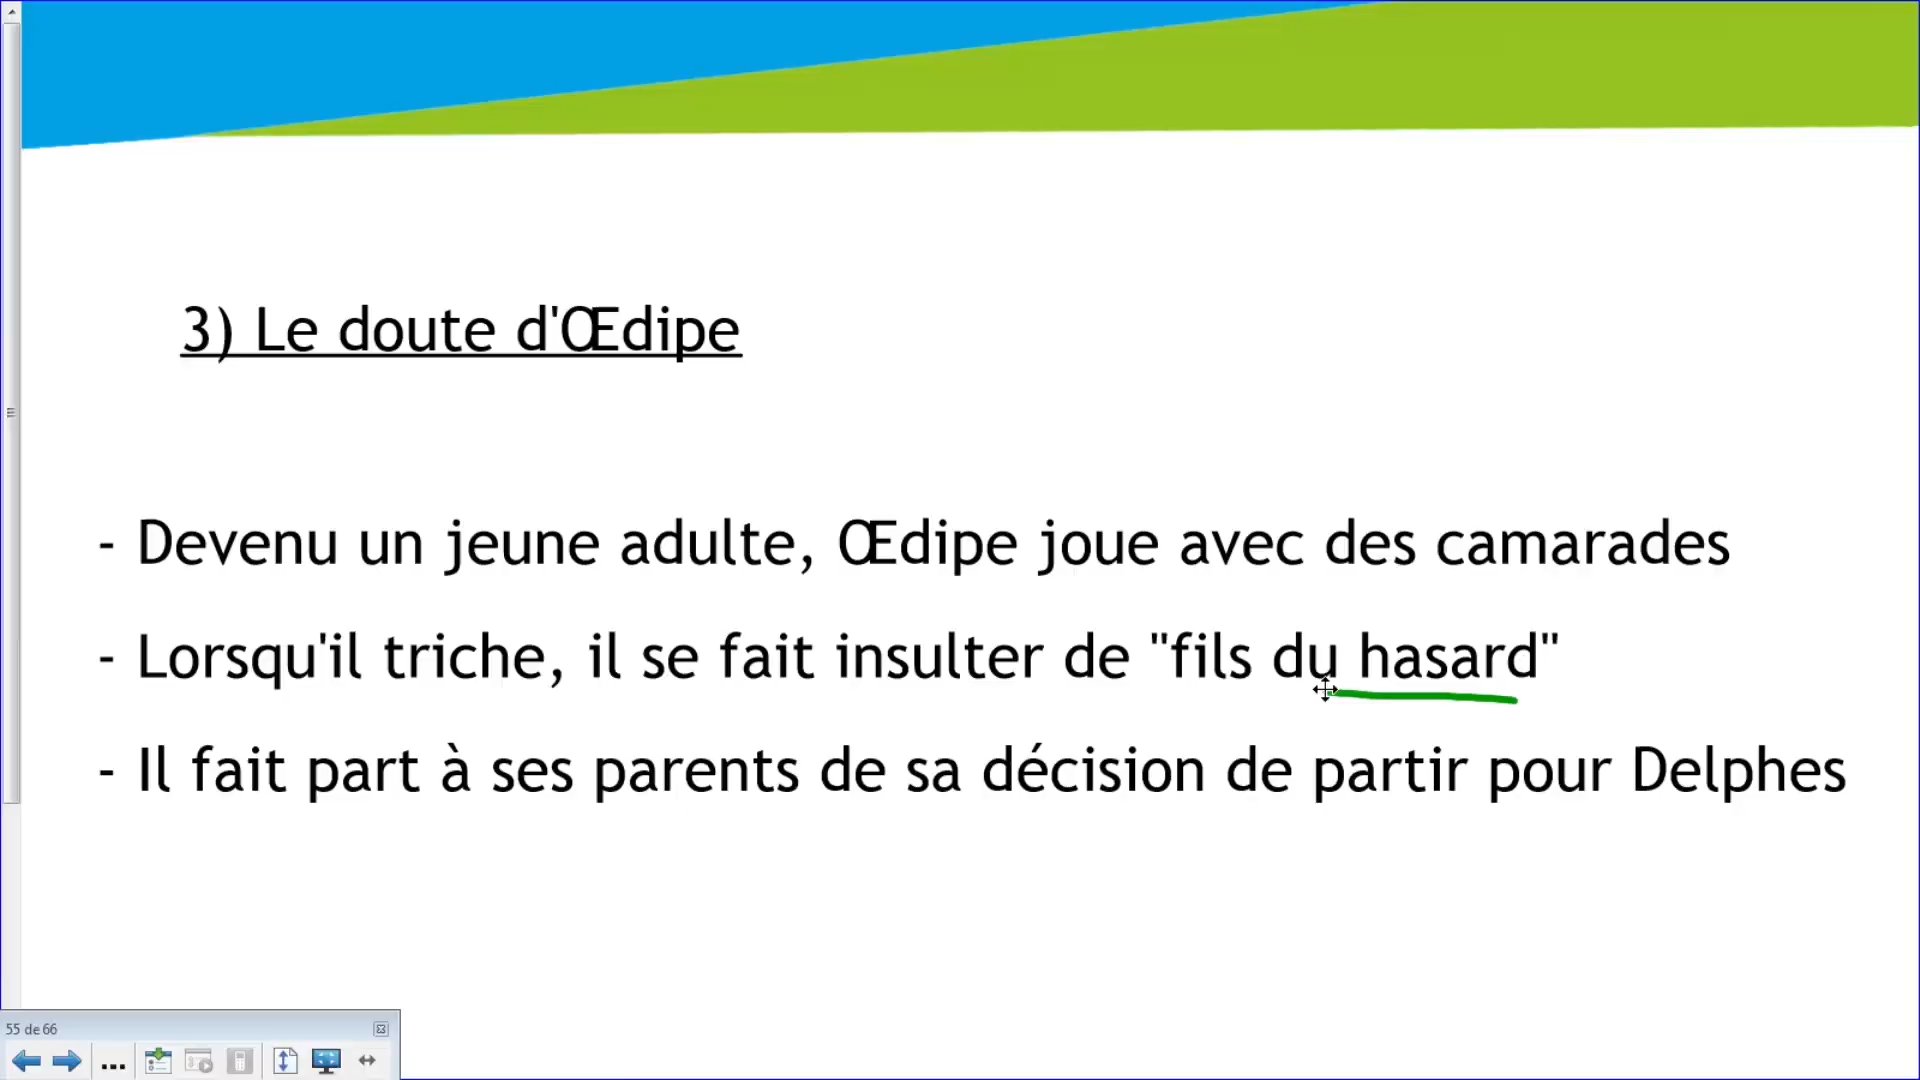 3) Le doute d'Œdipe
- Devenu un jeune adulte, Œdipe joue avec des camarades
- Lorsqu'il triche, il se fait insulter de "fils du hasard"
- Il fait part à ses parents de sa décision de partir pour Delphes
55 de 66
...